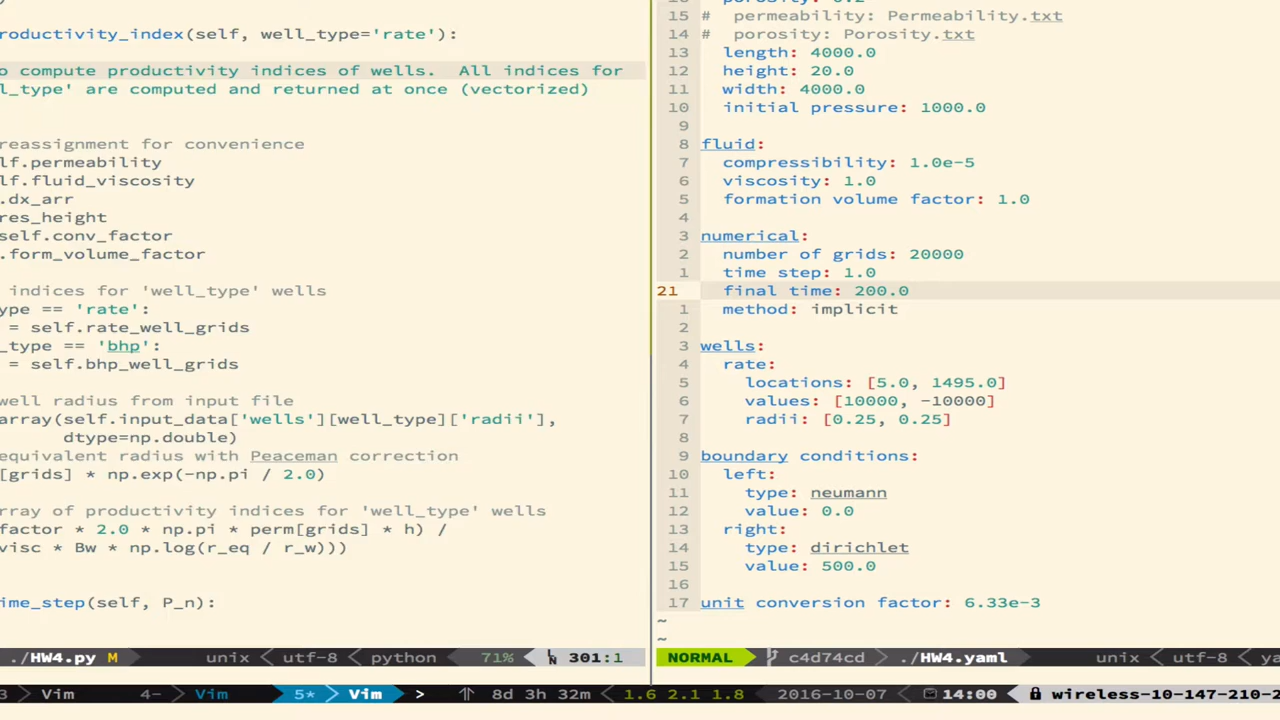 roductivity_index(self, well_type='rate'):
o compute productivity indices of wells.  All indices for
l_type' are computed and returned at once (vectorized)
reassignment for convenience
lf.permeability
lf.fluid_viscosity
.dx_arr
res_height
self.conv_factor
.form_volume_factor
indices for 'well_type' wells
ype == 'rate':
= self.rate_well_grids
_type == 'bhp':
= self.bhp_well_grids
well radius from input file
array(self.input_data['wells'][well_type]['radii'],
dtype=np.double)
equivalent radius with Peaceman correction
[grids] * np.exp(-np.pi / 2.0)
rray of productivity indices for 'well_type' wells
factor * 2.0 * np.pi * perm[grids] * h) /
visc * Bw * np.log(r_eq / r_w)))
ime_step(self, P_n):
./HW4.py M unix < utf-8 < python 71% 301:1
15 #  permeability: Permeability.txt
14 #  porosity: Porosity.txt
13 length: 4000.0
12 height: 20.0
11 width: 4000.0
10 initial pressure: 1000.0
9
8 fluid:
7 compressibility: 1.0e-5
6 viscosity: 1.0
5 formation volume factor: 1.0
4
3 numerical:
2 number of grids: 20000
1 time step: 1.0
21 final time: 200.0
1 method: implicit
2
3 wells:
4 rate:
5 locations: [5.0, 1495.0]
6 values: [10000, -10000]
7 radii: [0.25, 0.25]
8
9 boundary conditions:
10 left:
11 type: neumann
12 value: 0.0
13 right:
14 type: dirichlet
15 value: 500.0
16
17 unit conversion factor: 6.33e-3
~
~
NORMAL c4d74cd > ./HW4.yaml unix < utf-8 < ya
3 > Vim 4- > Vim 5* > Vim > 8d 3h 32m < 1.6 2.1 1.8 < 2016-10-07 < 14:00 wireless-10-147-210-2